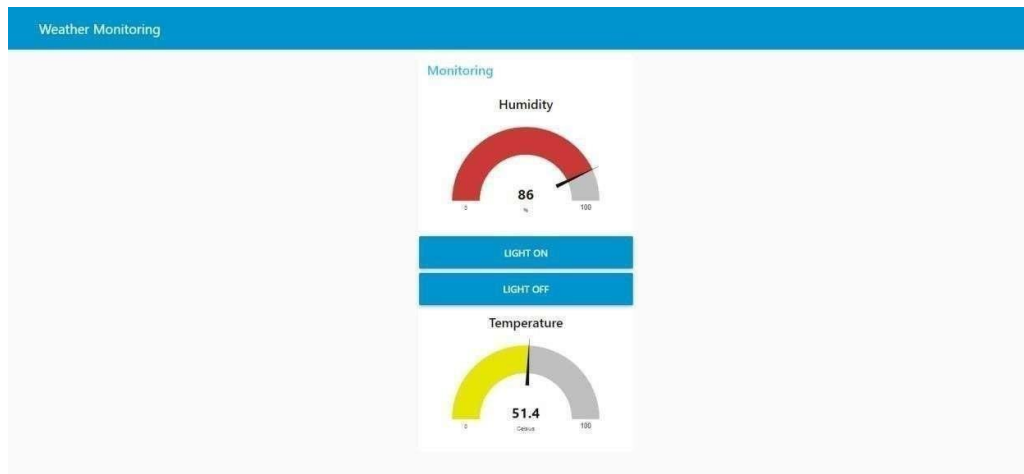 Weather Monitoring
Monitoring
Humidity
86
%
0 100
LIGHT ON
LIGHT OFF
Temperature
51.4
Celsius
0 100